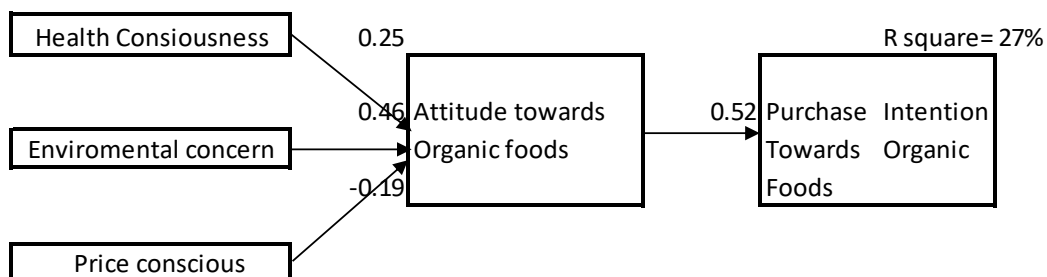 Health Consiousness
0.25
R square= 27%
0.46
Attitude towards
Organic foods
0.52
Purchase Intention
Towards Organic
Foods
Enviromental concern
-0.19
Price conscious